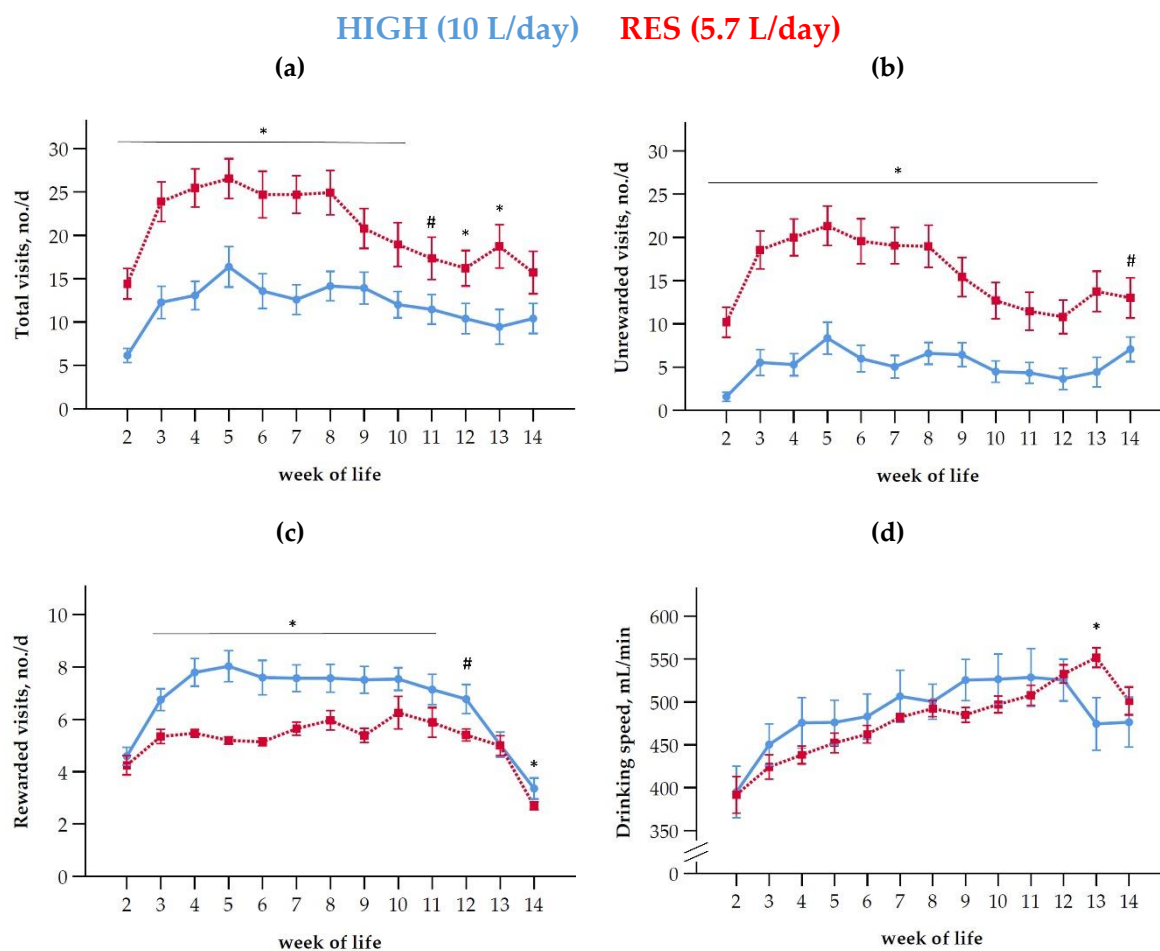 HIGH (10 L/day) RES (5.7 L/day)
(a)
Total visits, no./d
30
25
20
15
10
5
0
*
#
*
*
2 3 4 5 6 7 8 9 10 11 12 13 14
week of life
(b)
Unrewarded visits, no./d
30
25
20
15
10
5
0
*
#
2 3 4 5 6 7 8 9 10 11 12 13 14
week of life
(c)
Rewarded visits, no./d
10
8
6
4
2
0
*
#
*
2 3 4 5 6 7 8 9 10 11 12 13 14
week of life
(d)
Drinking speed, mL/min
600
550
500
450
400
350
0
*
2 3 4 5 6 7 8 9 10 11 12 13 14
week of life